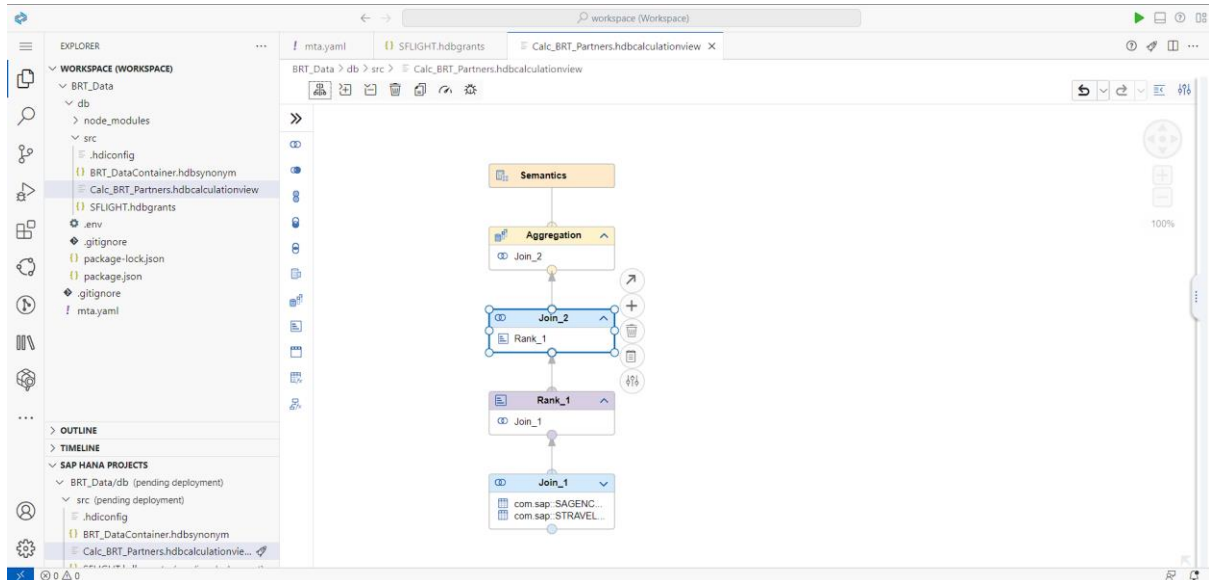 workspace (Workspace)
EXPLORER
mta.yaml
SFLIGHT.hdbgrants
Calc_BRT_Partners.hdbcalculationview
BRT_Data > db > src > Calc_BRT_Partners.hdbcalculationview
WORKSPACE (WORKSPACE)
BRT_Data
db
node_modules
src
.hdiconfig
BRT_DataContainer.hdbsynonym
Calc_BRT_Partners.hdbcalculationview
SFLIGHT.hdbgrants
.env
.gitignore
package-lock.json
package.json
.gitignore
mta.yaml
OUTLINE
TIMELINE
SAP HANA PROJECTS
BRT_Data/db (pending deployment)
src (pending deployment)
.hdiconfig
BRT_DataContainer.hdbsynonym
Calc_BRT_Partners.hdbcalculationvie...
Semantics
Aggregation
Join_2
Join_2
Rank_1
Rank_1
Join_1
Join_1
com.sap::SAGENC...
com.sap::STRAVEL...
100%
0 0